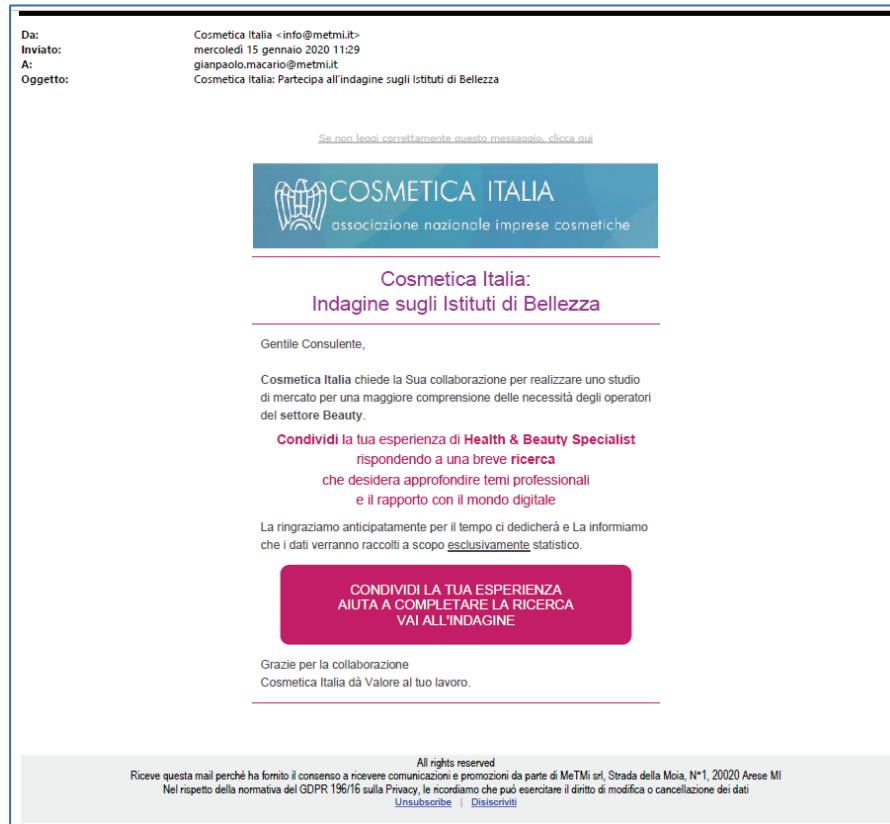 Da: Cosmetica Italia <info@metmi.it>
Inviato: mercoledì 15 gennaio 2020 11:29
A: gianpaolo.macario@metmi.it
Oggetto: Cosmetica Italia: Partecipa all'indagine sugli Istituti di Bellezza
Se non leggi correttamente questo messaggio, clicca qui
COSMETICA ITALIA
associazione nazionale imprese cosmetiche
Cosmetica Italia:
Indagine sugli Istituti di Bellezza
Gentile Consulente,
Cosmetica Italia chiede la Sua collaborazione per realizzare uno studio
di mercato per una maggiore comprensione delle necessità degli operatori
del settore Beauty.
Condividi la tua esperienza di Health & Beauty Specialist
rispondendo a una breve ricerca
che desidera approfondire temi professionali
e il rapporto con il mondo digitale
La ringraziamo anticipatamente per il tempo ci dedicherà e La informiamo
che i dati verranno raccolti a scopo esclusivamente statistico.
CONDIVIDI LA TUA ESPERIENZA
AIUTA A COMPLETARE LA RICERCA
VAI ALL'INDAGINE
Grazie per la collaborazione
Cosmetica Italia dà Valore al tuo lavoro.
All rights reserved
Riceve questa mail perchè ha fornito il consenso a ricevere comunicazioni e promozioni da parte di MeTMi srl, Strada della Moia, N°1, 20020 Arese MI
Nel rispetto della normativa del GDPR 196/16 sulla Privacy, le ricordiamo che può esercitare il diritto di modifica o cancellazione dei dati
Unsubscribe | Disiscriviti